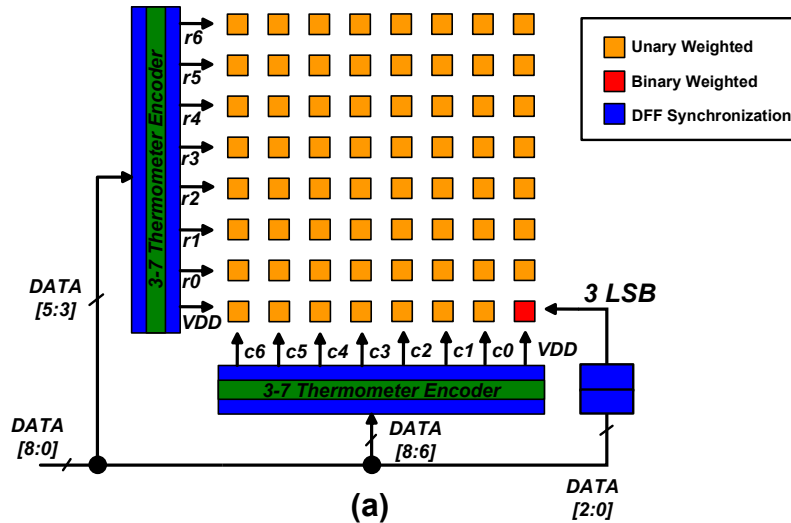 3-7 Thermometer Encoder
r6
r5
r4
r3
r2
r1
r0
VDD
Unary Weighted
Binary Weighted
DFF Synchronization
DATA
[5:3]
3 LSB
c6
c5
c4
c3
c2
c1
c0
VDD
3-7 Thermometer Encoder
DATA
[8:0]
DATA
[8:6]
DATA
[2:0]
(a)